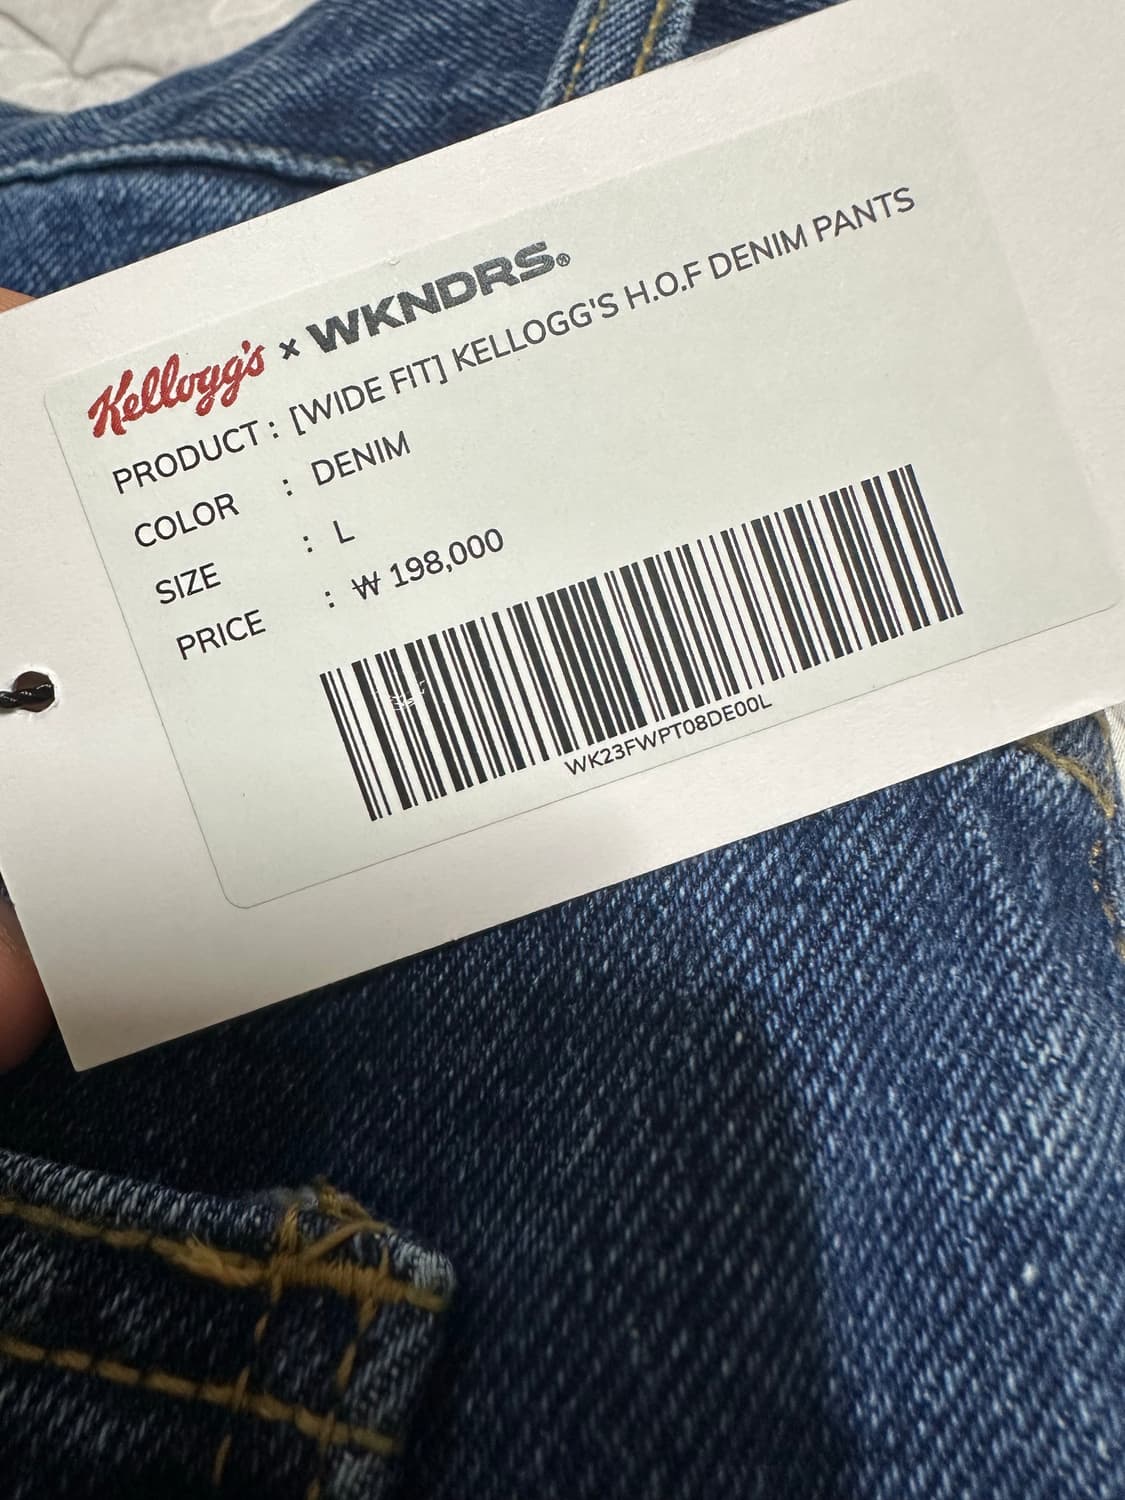 Kellogg's × WKNDRS.®
PRODUCT : [WIDE FIT] KELLOGG'S H.O.F DENIM PANTS
COLOR : DENIM
SIZE : L
PRICE : ₩ 198,000
WK23FWPT08DE00L